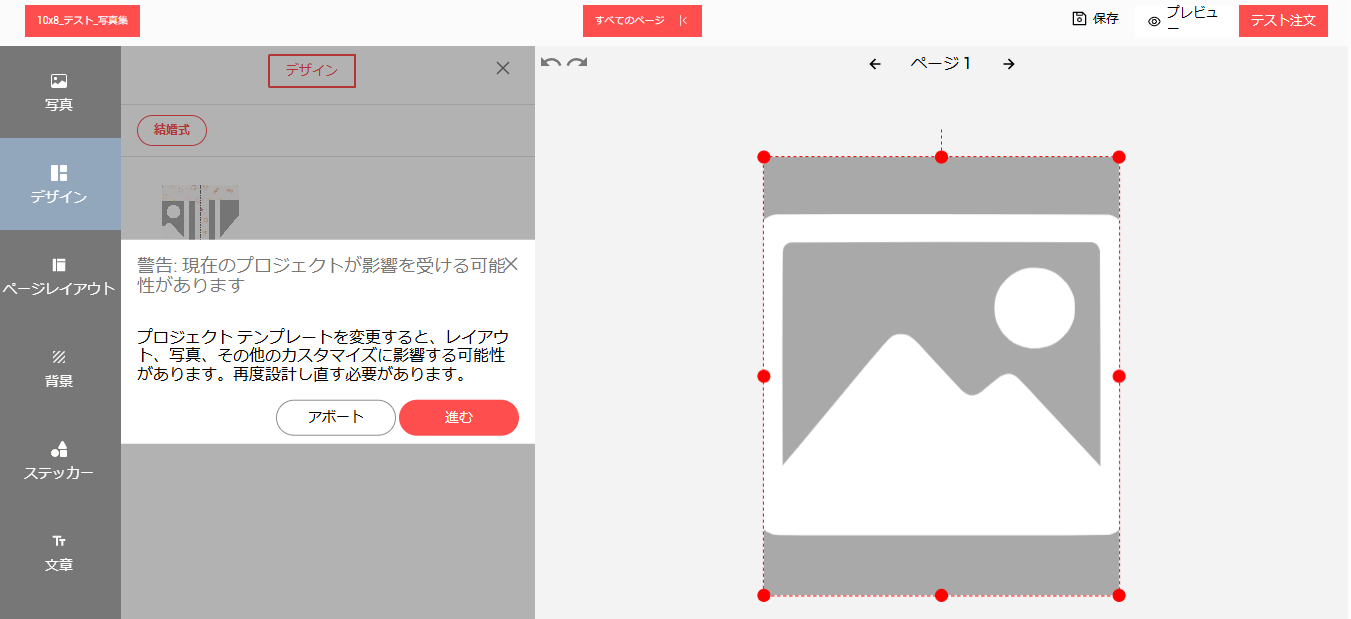 10x8_テスト_写真集
すべてのページ
保存
プレビュ
ー
テスト注文
写真
デザイン
ページレイアウト
背景
ステッカー
文章
デザイン
結婚式
警告: 現在のプロジェクトが影響を受ける可能
性があります
プロジェクト テンプレートを変更すると、レイアウ
ト、写真、その他のカスタマイズに影響する可能性
があります。再度設計し直す必要があります。
アボート
進む
ページ 1